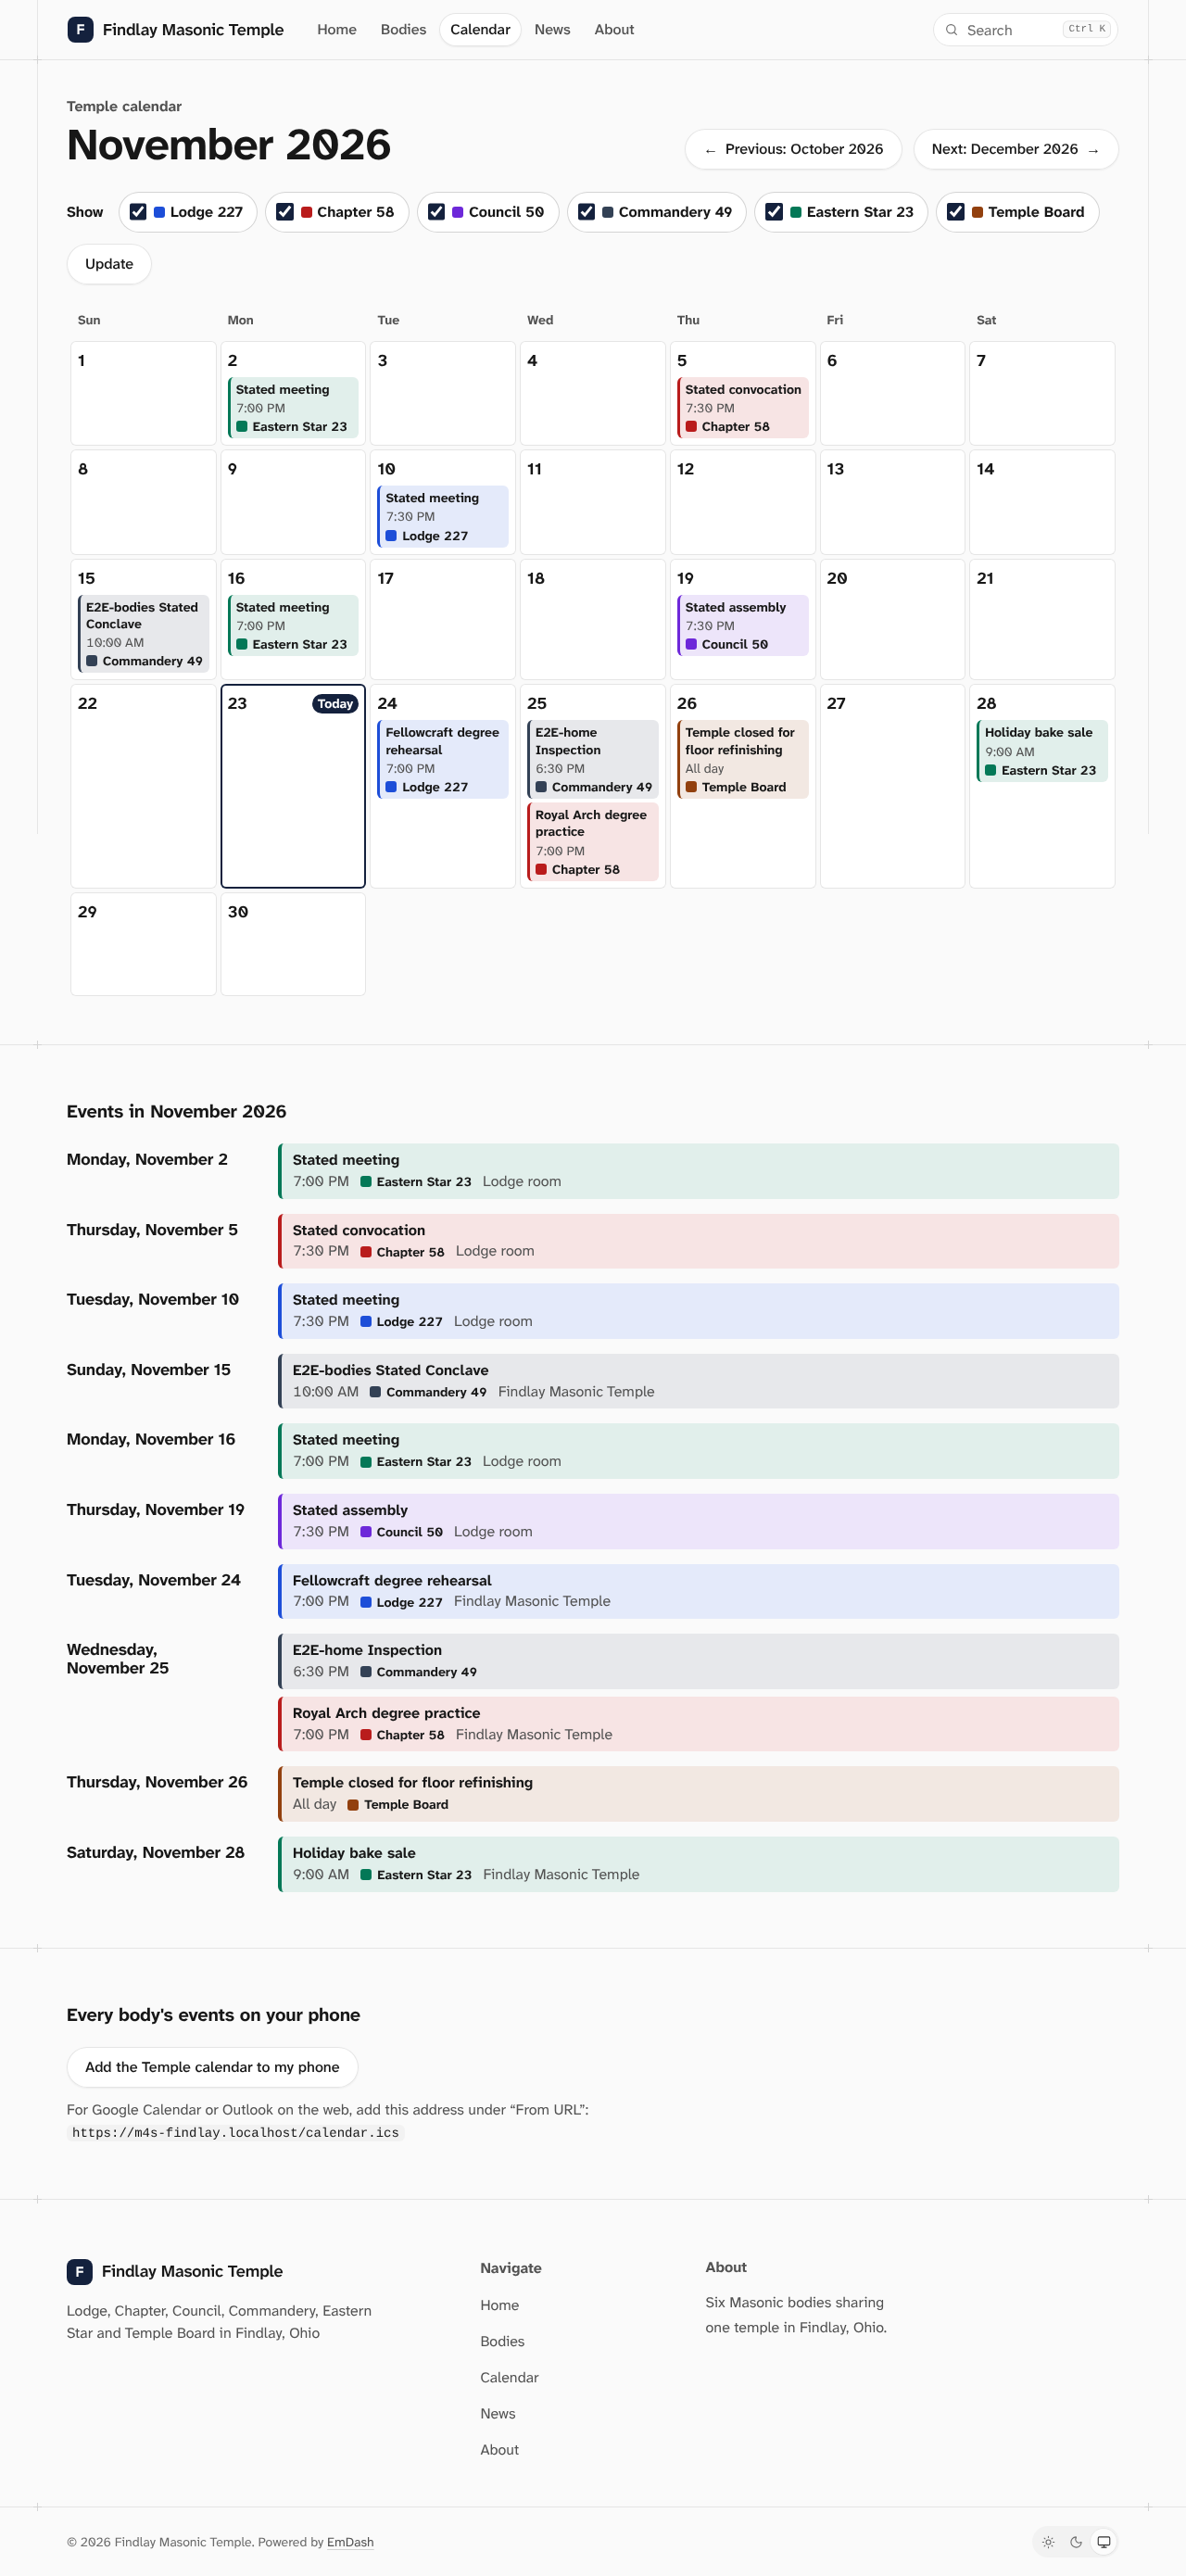 F Findlay Masonic Temple Home Bodies Calendar News About Search Ctrl K
Temple calendar
November 2026
← Previous: October 2026 Next: December 2026 →
Show Lodge 227 Chapter 58 Council 50 Commandery 49 Eastern Star 23 Temple Board
Update
Sun Mon Tue Wed Thu Fri Sat
1
2
Stated meeting
7:00 PM
Eastern Star 23
3
4
5
Stated convocation
7:30 PM
Chapter 58
6
7
8
9
10
Stated meeting
7:30 PM
Lodge 227
11
12
13
14
15
E2E-bodies Stated
Conclave
10:00 AM
Commandery 49
16
Stated meeting
7:00 PM
Eastern Star 23
17
18
19
Stated assembly
7:30 PM
Council 50
20
21
22
23 Today
24
Fellowcraft degree
rehearsal
7:00 PM
Lodge 227
25
E2E-home
Inspection
6:30 PM
Commandery 49
Royal Arch degree
practice
7:00 PM
Chapter 58
26
Temple closed for
floor refinishing
All day
Temple Board
27
28
Holiday bake sale
9:00 AM
Eastern Star 23
29
30
Events in November 2026
Monday, November 2
Stated meeting
7:00 PM Eastern Star 23 Lodge room
Thursday, November 5
Stated convocation
7:30 PM Chapter 58 Lodge room
Tuesday, November 10
Stated meeting
7:30 PM Lodge 227 Lodge room
Sunday, November 15
E2E-bodies Stated Conclave
10:00 AM Commandery 49 Findlay Masonic Temple
Monday, November 16
Stated meeting
7:00 PM Eastern Star 23 Lodge room
Thursday, November 19
Stated assembly
7:30 PM Council 50 Lodge room
Tuesday, November 24
Fellowcraft degree rehearsal
7:00 PM Lodge 227 Findlay Masonic Temple
Wednesday,
November 25
E2E-home Inspection
6:30 PM Commandery 49
Royal Arch degree practice
7:00 PM Chapter 58 Findlay Masonic Temple
Thursday, November 26
Temple closed for floor refinishing
All day Temple Board
Saturday, November 28
Holiday bake sale
9:00 AM Eastern Star 23 Findlay Masonic Temple
Every body's events on your phone
Add the Temple calendar to my phone
For Google Calendar or Outlook on the web, add this address under “From URL”:
https://m4s-findlay.localhost/calendar.ics
F Findlay Masonic Temple
Lodge, Chapter, Council, Commandery, Eastern
Star and Temple Board in Findlay, Ohio
Navigate
Home
Bodies
Calendar
News
About
About
Six Masonic bodies sharing
one temple in Findlay, Ohio.
© 2026 Findlay Masonic Temple. Powered by EmDash